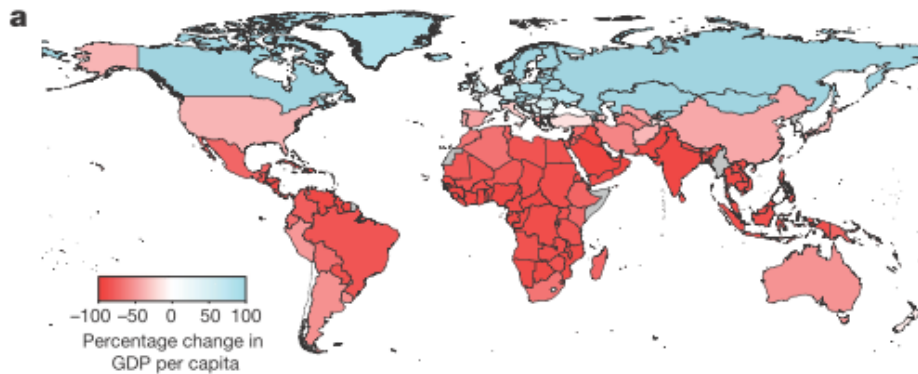 a
−100 −50 0 50 100
Percentage change in
GDP per capita